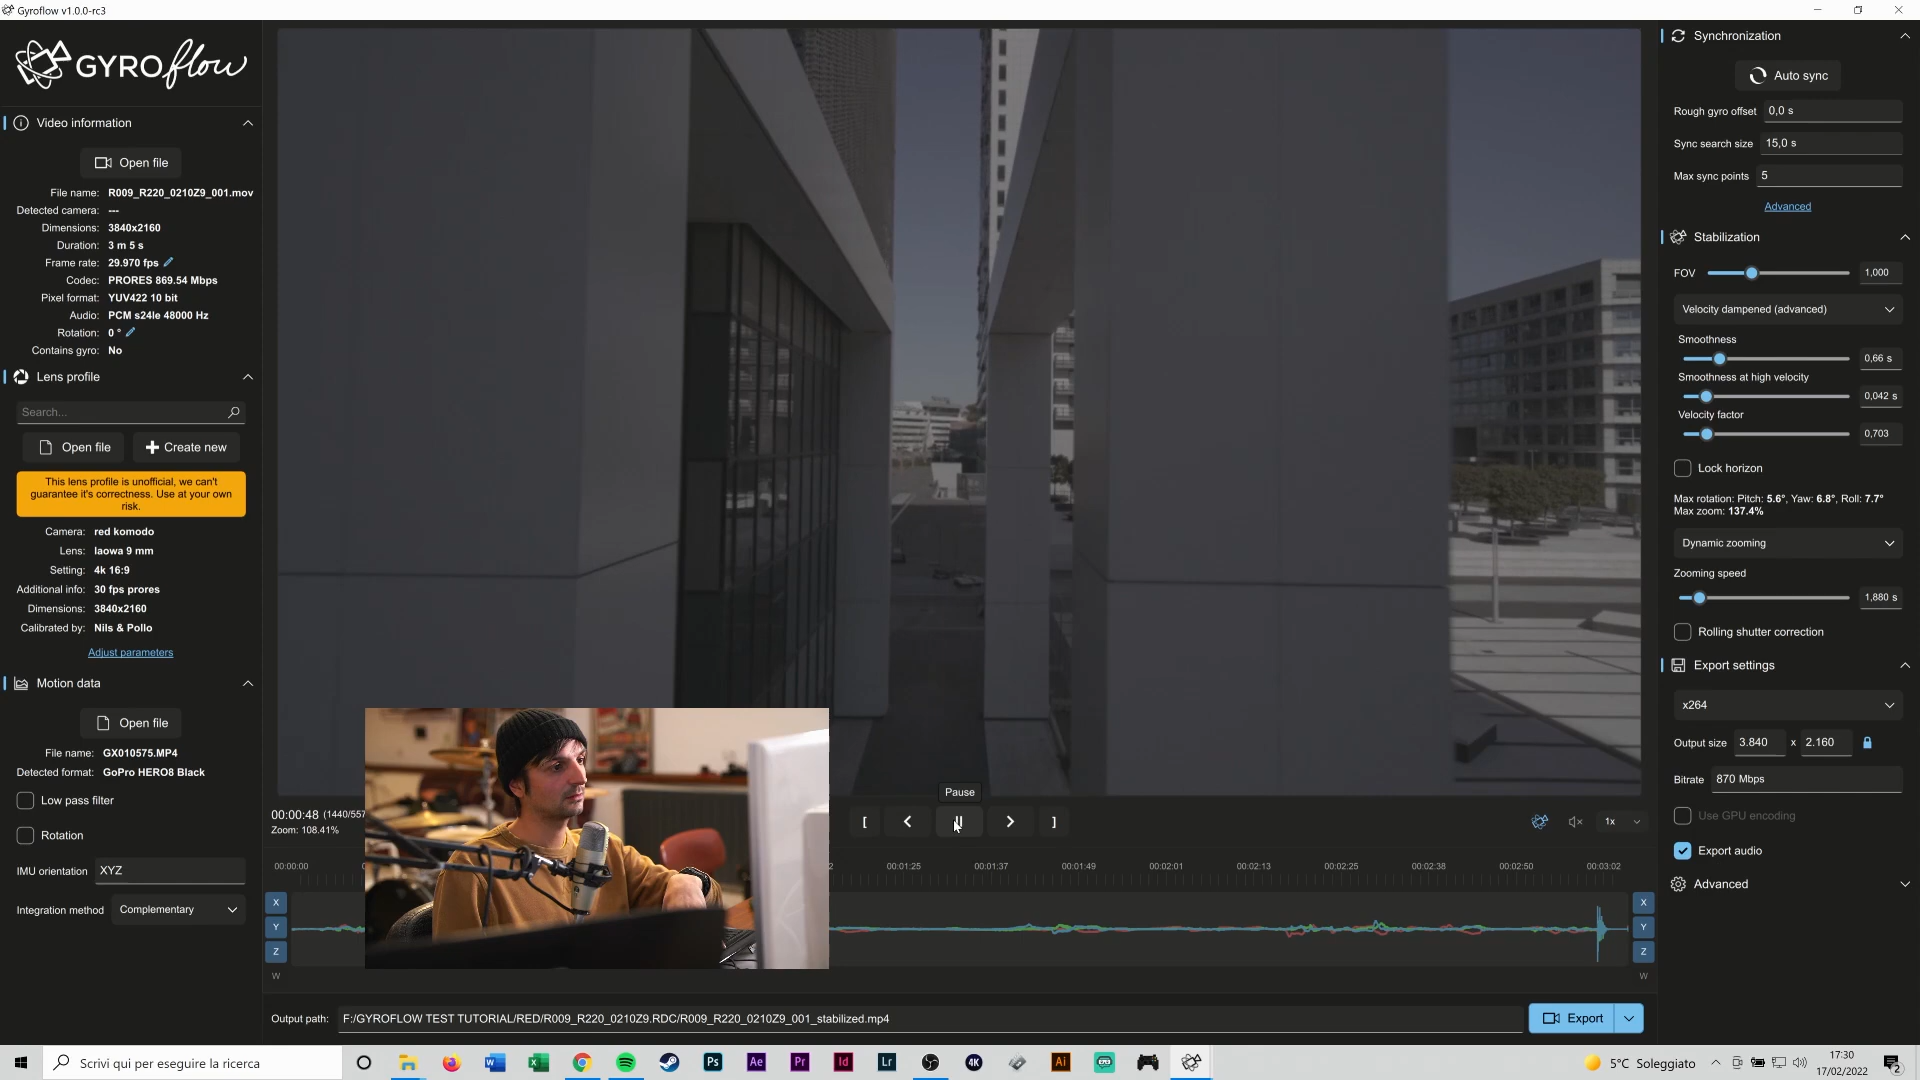 Gyroflow v1.0.0-rc3
GYROflow
Video information
Open file
File name: R009_R220_0210Z9_001.mov
Detected camera: ---
Dimensions: 3840x2160
Duration: 3 m 5 s
Frame rate: 29.970 fps
Codec: PRORES 869.54 Mbps
Pixel format: YUV422 10 bit
Audio: PCM s24le 48000 Hz
Rotation: 0 °
Contains gyro: No
Lens profile
Search...
Open file
Create new
This lens profile is unofficial, we can't
guarantee it's correctness. Use at your own
risk.
Camera: red komodo
Lens: laowa 9 mm
Setting: 4k 16:9
Additional info: 30 fps prores
Dimensions: 3840x2160
Calibrated by: Nils & Pollo
Adjust parameters
Motion data
Open file
File name: GX010575.MP4
Detected format: GoPro HERO8 Black
Low pass filter
Rotation
IMU orientation XYZ
Integration method Complementary
Pause
00:00:48 (1440/557
Zoom: 108.41%
[
]
1x
00:00:00 00:01:25 00:01:37 00:01:49 00:02:01 00:02:13 00:02:25 00:02:38 00:02:50 00:03:02
X
Y
Z
W
X
Y
Z
W
Output path: F:/GYROFLOW TEST TUTORIAL/RED/R009_R220_0210Z9.RDC/R009_R220_0210Z9_001_stabilized.mp4
Export
Synchronization
Auto sync
Rough gyro offset 0,0 s
Sync search size 15,0 s
Max sync points 5
Advanced
Stabilization
FOV 1,000
Velocity dampened (advanced)
Smoothness
0,66 s
Smoothness at high velocity
0,042 s
Velocity factor
0,703
Lock horizon
Max rotation: Pitch: 5.6°, Yaw: 6.8°, Roll: 7.7°
Max zoom: 137.4%
Dynamic zooming
Zooming speed
1,880 s
Rolling shutter correction
Export settings
x264
Output size 3.840 x 2.160
Bitrate 870 Mbps
Use GPU encoding
Export audio
Advanced
Scrivi qui per eseguire la ricerca
Ps Ae Pr Id Lr 4K Ai
5°C Soleggiato
17:30
17/02/2022
2